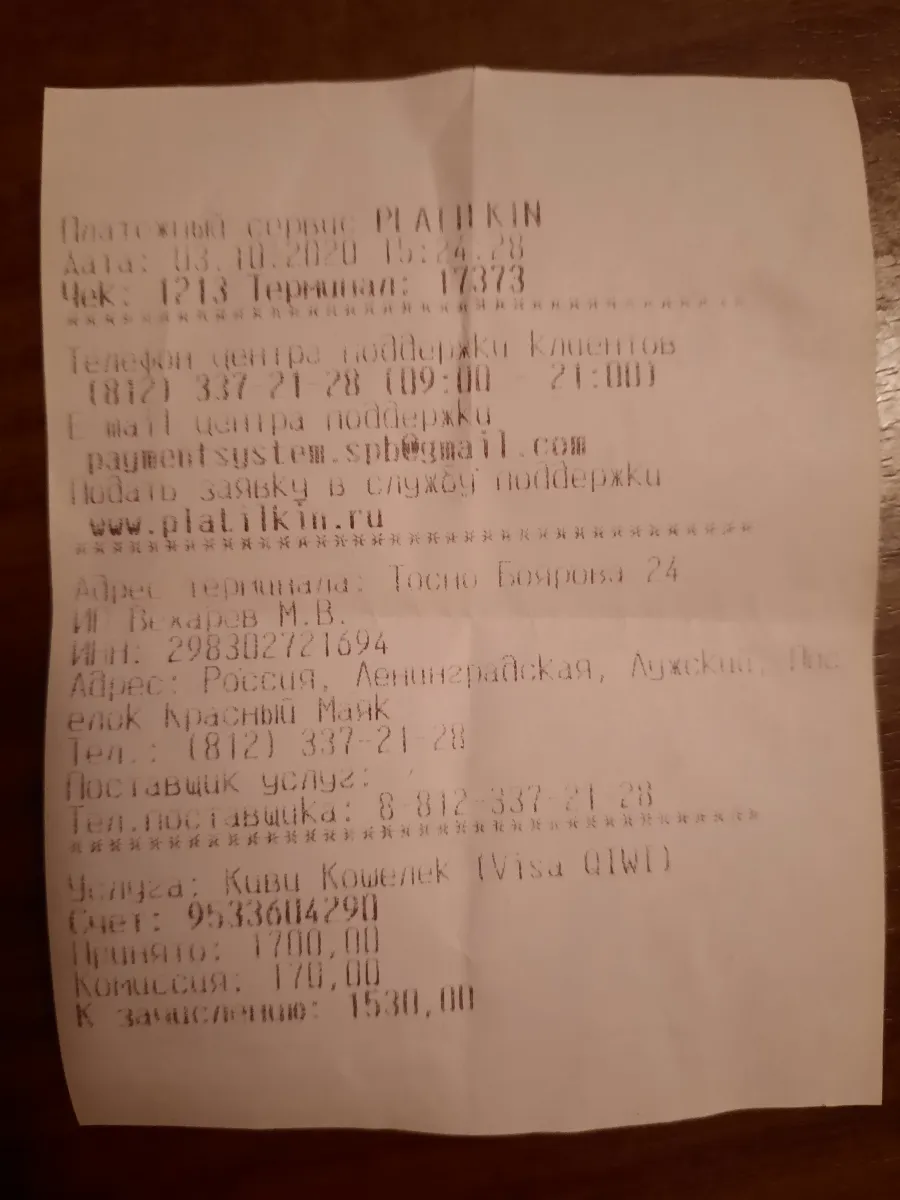 Платежный сервис PLATILKIN
Дата: 03.10.2020 15:24:28
Чек: 1213 Терминал: 17373
****************************************
Телефон центра поддержки клиентов
(812) 337-21-28 (09:00 - 21:00)
E-mail центра поддержки
paymentsystem.spb@gmail.com
Подать заявку в службу поддержки
www.platilkin.ru
****************************************
Адрес терминала: Тосно Боярова 24
ИП Вехарев М.В.
ИНН: 298302721694
Адрес: Россия, Ленинградская, Лужский, Пос
елок Красный Маяк
Тел.: (812) 337-21-28
Поставщик услуг:
Тел.поставщика: 8-812-337-21-28
****************************************
Услуга: Киви Кошелек (Visa QIWI)
Счет: 9533604290
Принято: 1700,00
Комиссия: 170,00
К зачислению: 1530,00